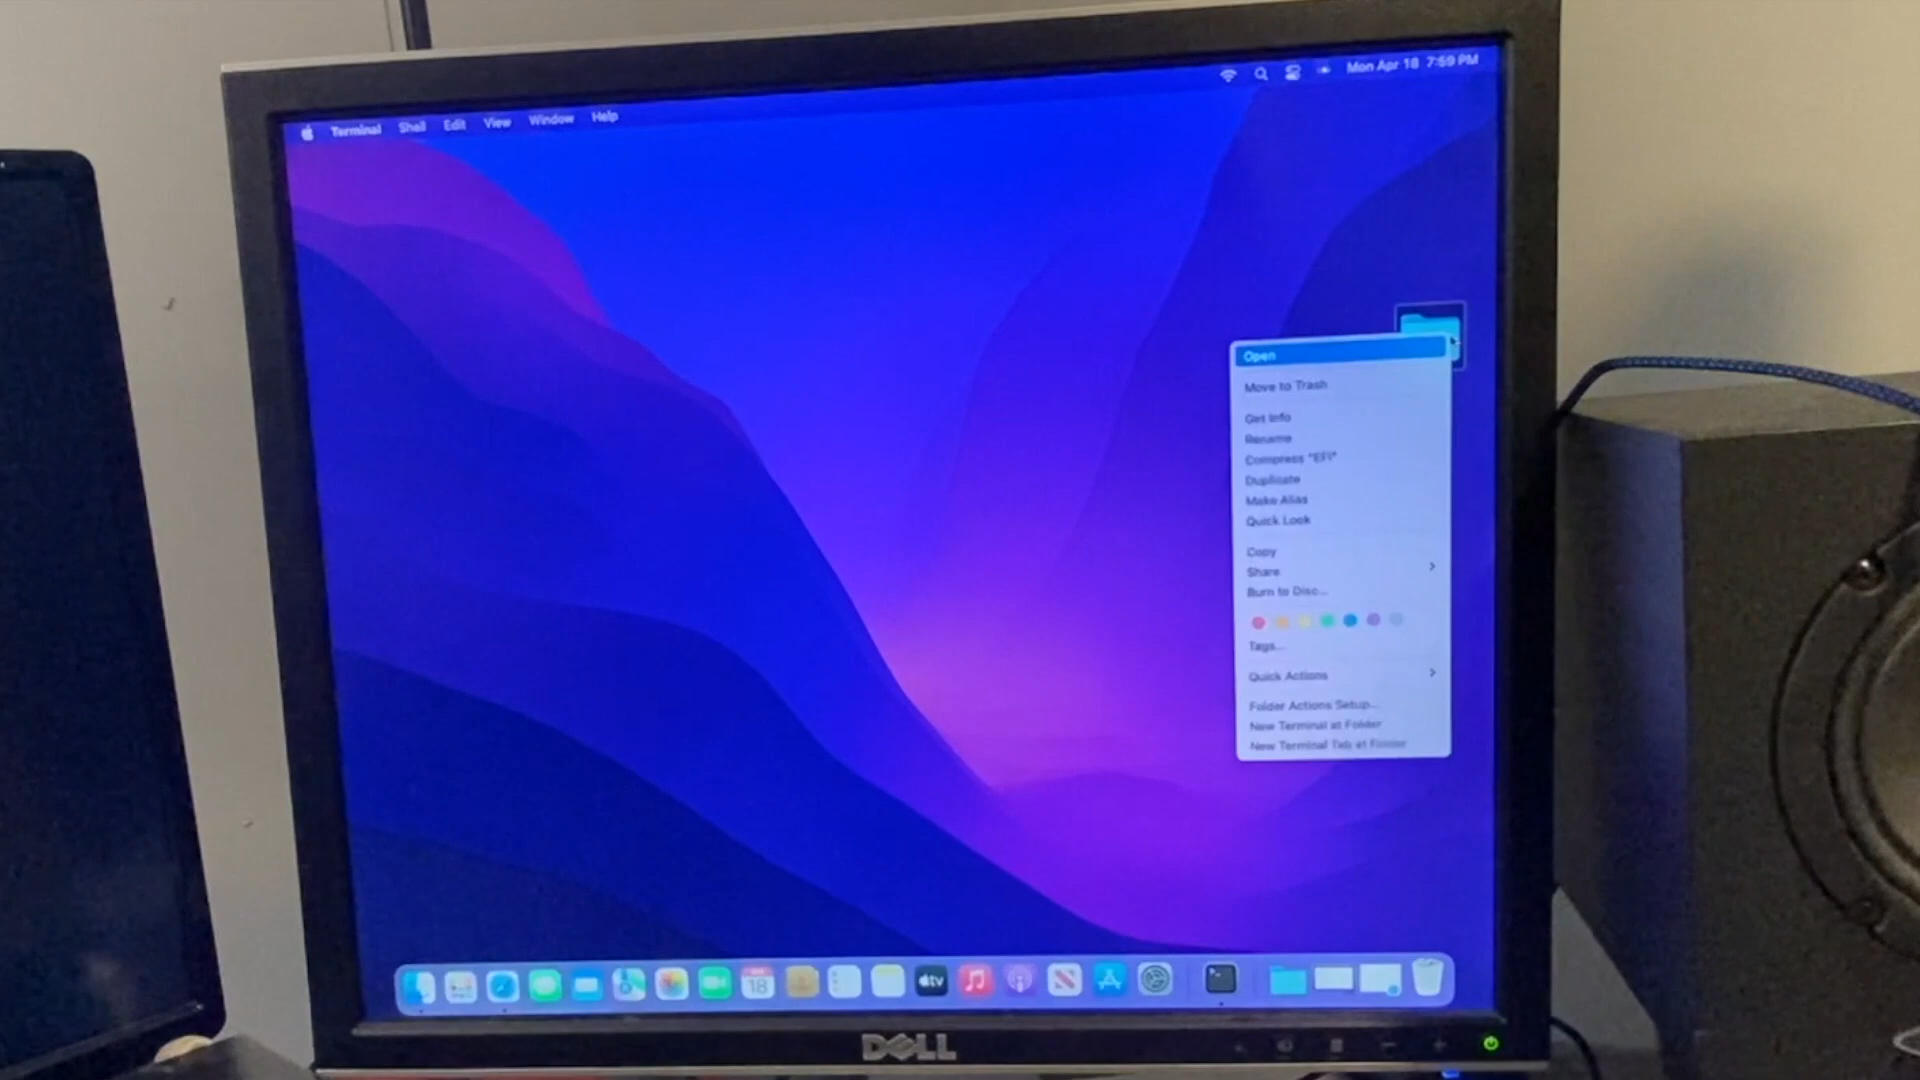 Mon Apr 18 7:59 PM
Terminal Shell Edit View Window Help
Open
Move to Trash
Get Info
Rename
Compress "EFI"
Duplicate
Make Alias
Quick Look
Copy
Share
Burn to Disc...
Tags...
Quick Actions
Folder Actions Setup...
New Terminal at Folder
New Terminal Tab at Folder
18
tv
DELL